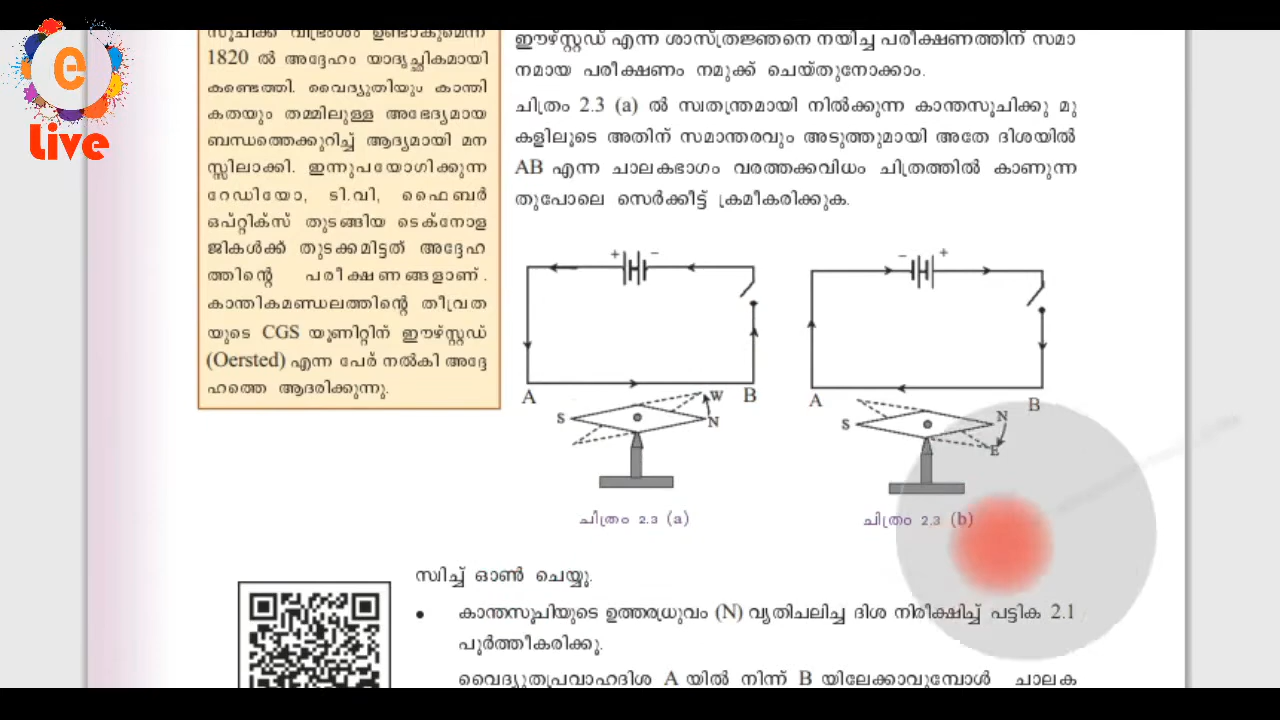 e
Live
സൂചിക്ക് വിഭ്രംശം ഉണ്ടാകുമെന്ന്
1820 ൽ അദ്ദേഹം യാദൃച്ഛികമായി
കണ്ടെത്തി. വൈദ്യുതിയും കാന്തി
കതയും തമ്മിലുള്ള അഭേദ്യമായ
ബന്ധത്തെക്കുറിച്ച് ആദ്യമായി മന
സ്സിലാക്കി. ഇന്നുപയോഗിക്കുന്ന
റേഡിയോ, ടി.വി, ഫൈബർ
ഒപ്റ്റിക്സ് തുടങ്ങിയ ടെക്നോള
ജികൾക്ക് തുടക്കമിട്ടത് അദ്ദേഹ
ത്തിന്റെ പരീക്ഷണങ്ങളാണ്.
കാന്തികമണ്ഡലത്തിന്റെ തീവ്രത
യുടെ CGS യൂണിറ്റിന് ഈഴ്സ്റ്റഡ്
(Oersted) എന്ന പേര് നൽകി അദ്ദേ
ഹത്തെ ആദരിക്കുന്നു.
ഈഴ്സ്റ്റഡ് എന്ന ശാസ്ത്രജ്ഞനെ നയിച്ച പരീക്ഷണത്തിന് സമാ
നമായ പരീക്ഷണം നമുക്ക് ചെയ്തുനോക്കാം.
ചിത്രം 2.3 (a) ൽ സ്വതന്ത്രമായി നിൽക്കുന്ന കാന്തസൂചിക്കു മു
കളിലൂടെ അതിന് സമാന്തരവും അടുത്തുമായി അതേ ദിശയിൽ
AB എന്ന ചാലകഭാഗം വരത്തക്കവിധം ചിത്രത്തിൽ കാണുന്ന
തുപോലെ സെർക്കീട്ട് ക്രമീകരിക്കുക.
+ −
A B
W
S N
ചിത്രം 2.3 (a)
− +
A B
S N
E
ചിത്രം 2.3 (b)
സ്വിച്ച് ഓൺ ചെയ്യൂ.
• കാന്തസൂചിയുടെ ഉത്തരധ്രുവം (N) വ്യതിചലിച്ച ദിശ നിരീക്ഷിച്ച് പട്ടിക 2.1
പൂർത്തീകരിക്കൂ.
വൈദ്യുതപ്രവാഹദിശ A യിൽ നിന്ന് B യിലേക്കാവുമ്പോൾ ചാലക